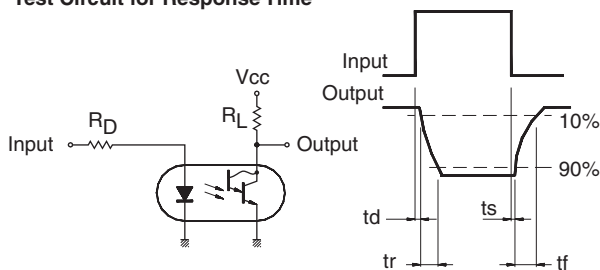 Test Circuit for Response Time
Input
Vcc
Output
RD
RL
10%
Input
Output
90%
td
ts
tr
tf